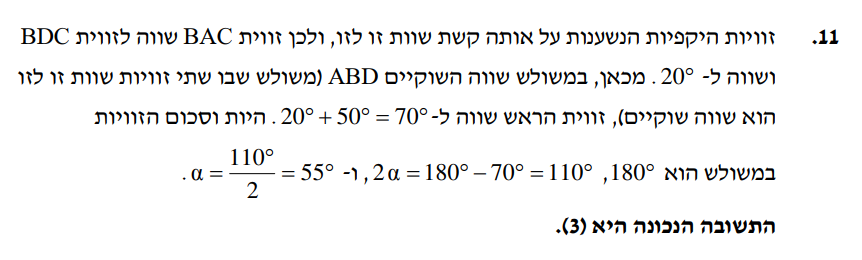 11. זוויות היקפיות הנשענות על אותה קשת שוות זו לזו, ולכן זווית BAC שווה לזווית BDC
ושווה ל- 20°. מכאן, במשולש שווה השוקיים ABD (משולש שבו שתי זוויות שוות זו לזו
הוא שווה שוקיים), זווית הראש שווה ל- 20° + 50° = 70°. היות וסכום הזוויות
במשולש הוא 180°, 2α = 180° − 70° = 110°, ו- α = 110°/2 = 55°.
התשובה הנכונה היא (3).